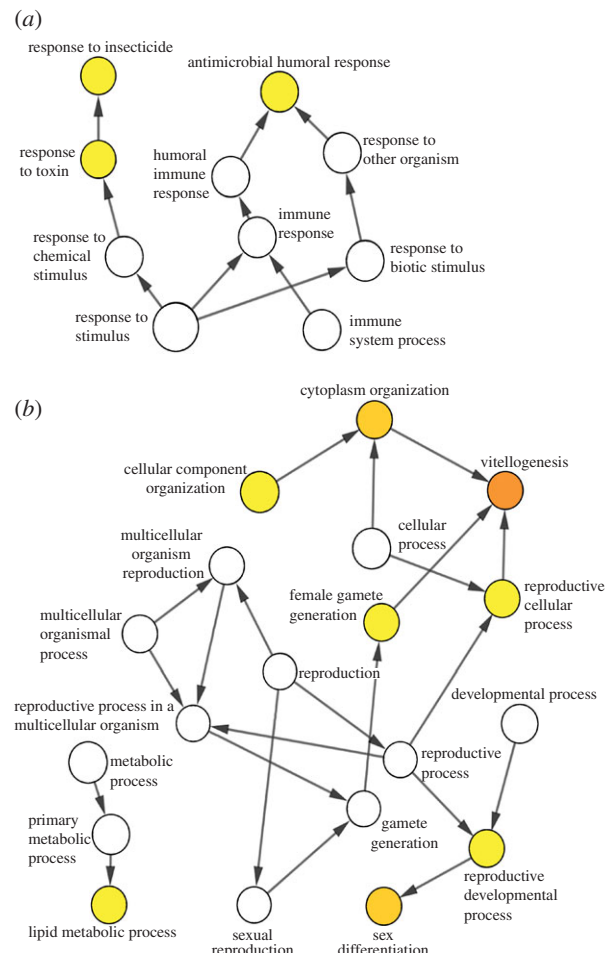 (a)
response to insecticide
antimicrobial humoral response
response
to toxin
humoral
immune
response
response to
other organism
response to
chemical
stimulus
immune
response
response to
biotic stimulus
response to
stimulus
immune
system process
(b)
cytoplasm organization
cellular component
organization
vitellogenesis
multicellular
organism
reproduction
cellular
process
female gamete
generation
reproductive
cellular
process
multicellular
organismal
process
reproduction
developmental process
reproductive process in a
multicellular organism
metabolic
process
reproductive
process
primary
metabolic
process
gamete
generation
lipid metabolic process
sexual
reproduction
sex
differentiation
reproductive
developmental
process